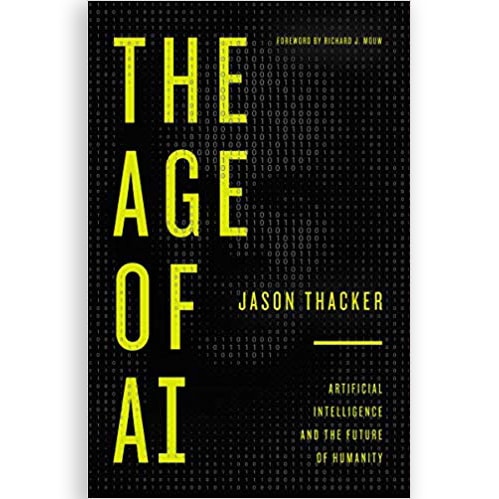 FOREWORD BY RICHARD J. MOUW
THE
AGE
OF
AI
JASON THACKER
ARTIFICIAL
INTELLIGENCE
AND THE FUTURE
OF HUMANITY